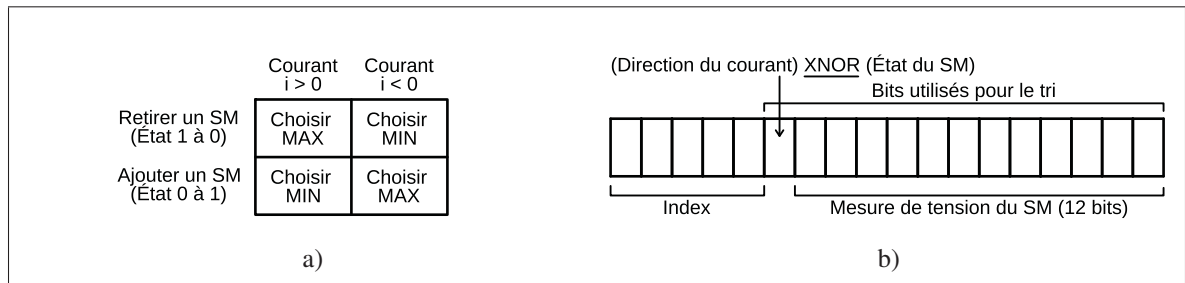 Courant
i > 0
Courant
i < 0
Retirer un SM
(État 1 à 0)
Choisir
MAX
Choisir
MIN
Ajouter un SM
(État 0 à 1)
Choisir
MIN
Choisir
MAX
a)
(Direction du courant) XNOR (État du SM)
Bits utilisés pour le tri
Index
Mesure de tension du SM (12 bits)
b)